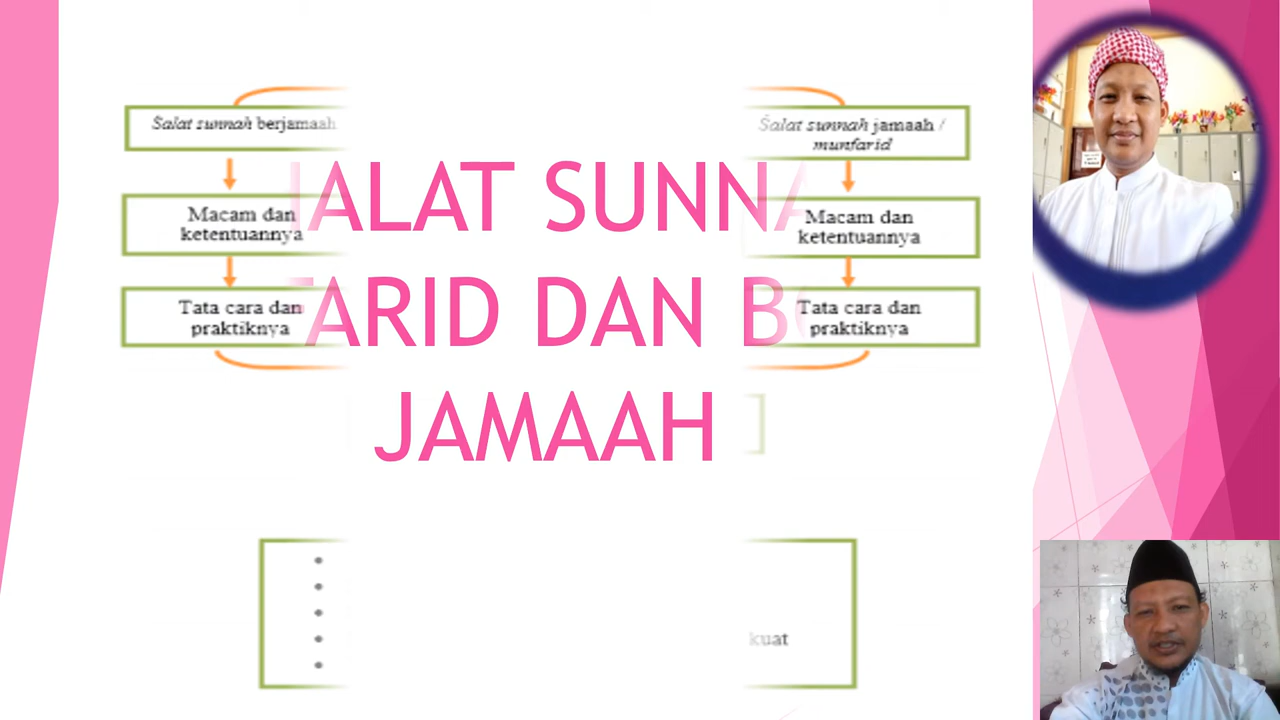 Salat sunnah berjamaah
Macam dan
ketentuannya
Tata cara dan
praktiknya
ALAT SUNNA
ARID DAN B
JAMAAH
Salat sunnah jamaah /
munfarid
Macam dan
ketentuannya
Tata cara dan
praktiknya
kuat